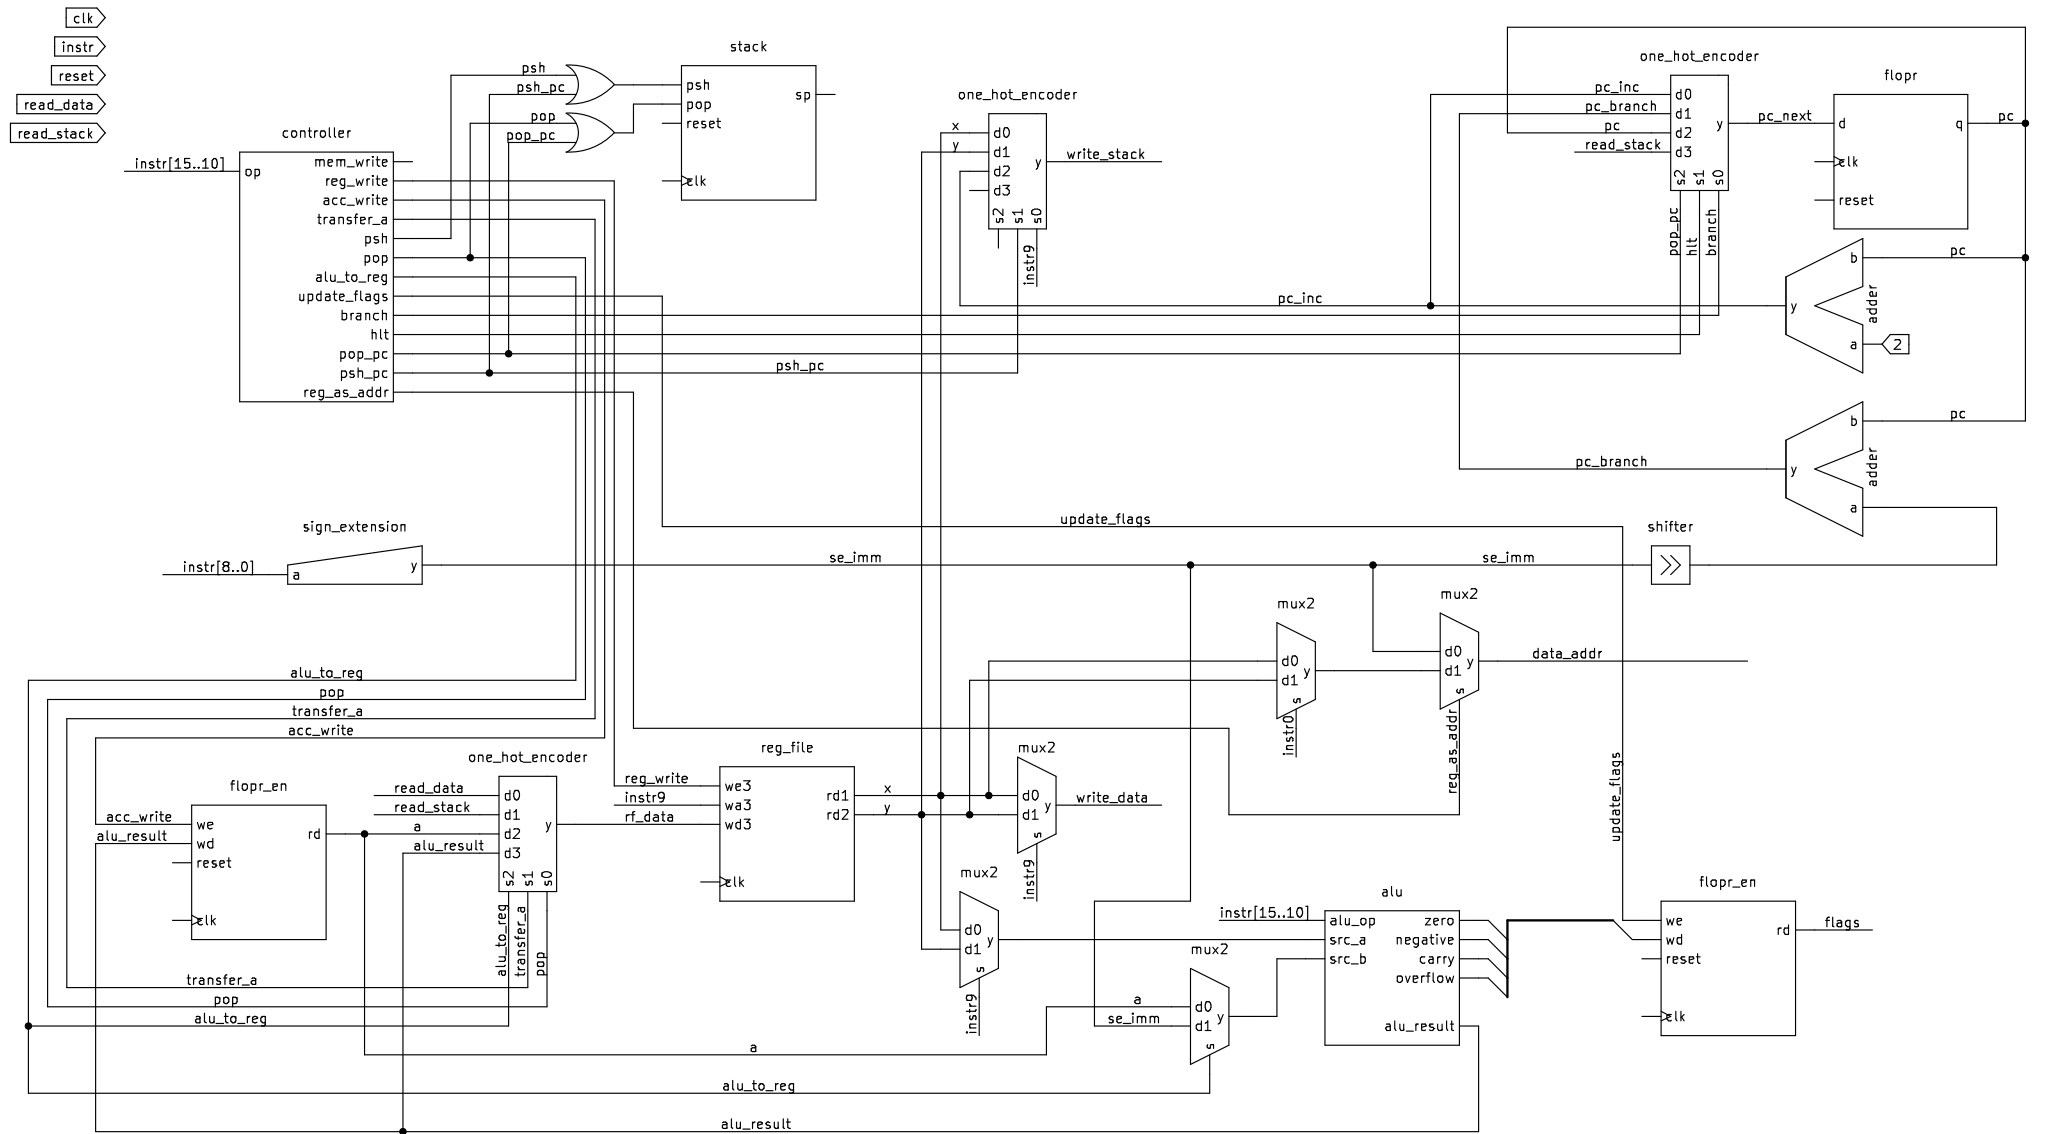 clk
instr
reset
read_data
read_stack
controller
instr[15..10]
op
mem_write
reg_write
acc_write
transfer_a
psh
pop
alu_to_reg
update_flags
branch
hlt
pop_pc
psh_pc
reg_as_addr
psh
psh_pc
pop
pop_pc
stack
psh
pop
reset
clk
sp
one_hot_encoder
x
y
d0
d1
d2
d3
y
s2
s1
s0
instr9
write_stack
psh_pc
pc_inc
one_hot_encoder
pc_inc
pc_branch
pc
read_stack
d0
d1
d2
d3
y
s2
s1
s0
pop_pc
hlt
branch
pc_next
flopr
d
q
clk
reset
pc
b
pc
y
adder
a
2
b
pc
y
adder
a
pc_branch
update_flags
sign_extension
instr[8..0]
a
y
se_imm
se_imm
shifter
mux2
d0
d1
y
s
instr0
mux2
d0
d1
y
s
reg_as_addr
data_addr
alu_to_reg
pop
transfer_a
acc_write
flopr_en
acc_write
alu_result
we
wd
rd
reset
clk
one_hot_encoder
read_data
read_stack
a
alu_result
d0
d1
d2
d3
y
s2
s1
s0
alu_to_reg
transfer_a
pop
reg_file
reg_write
instr9
rf_data
we3
wa3
wd3
rd1
rd2
clk
x
y
mux2
d0
d1
y
s
instr9
write_data
mux2
d0
d1
y
s
instr9
mux2
a
se_imm
d0
d1
y
s
alu
instr[15..10]
alu_op
src_a
src_b
zero
negative
carry
overflow
alu_result
update_flags
flopr_en
we
wd
rd
reset
clk
flags
transfer_a
pop
alu_to_reg
a
alu_to_reg
alu_result